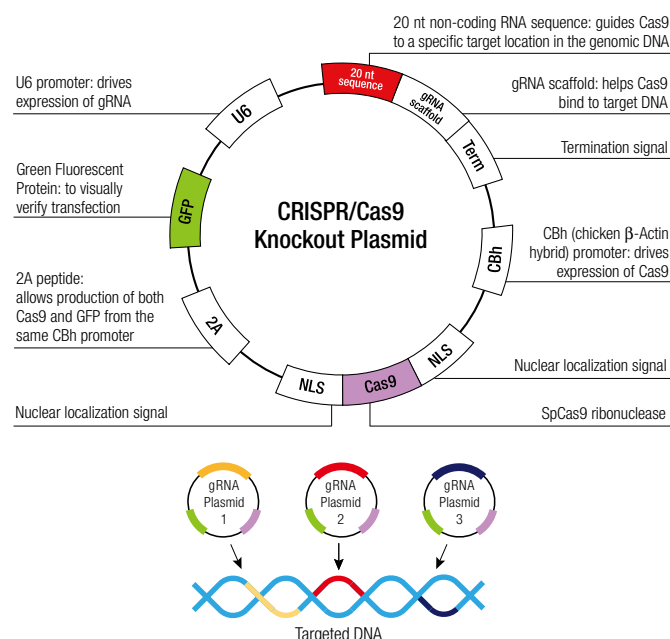 20 nt non-coding RNA sequence: guides Cas9
to a specific target location in the genomic DNA
U6 promoter: drives
expression of gRNA
20 nt
sequence
gRNA
scaffold
gRNA scaffold: helps Cas9
bind to target DNA
U6
Term
Termination signal
Green Fluorescent
Protein: to visually
verify transfection
GFP
CRISPR/Cas9
Knockout Plasmid
CBh
CBh (chicken β-Actin
hybrid) promoter: drives
expression of Cas9
2A peptide:
allows production of both
Cas9 and GFP from the
same CBh promoter
2A
NLS
Nuclear localization signal
NLS
Cas9
Nuclear localization signal
SpCas9 ribonuclease
gRNA
Plasmid
1
gRNA
Plasmid
2
gRNA
Plasmid
3
Targeted DNA